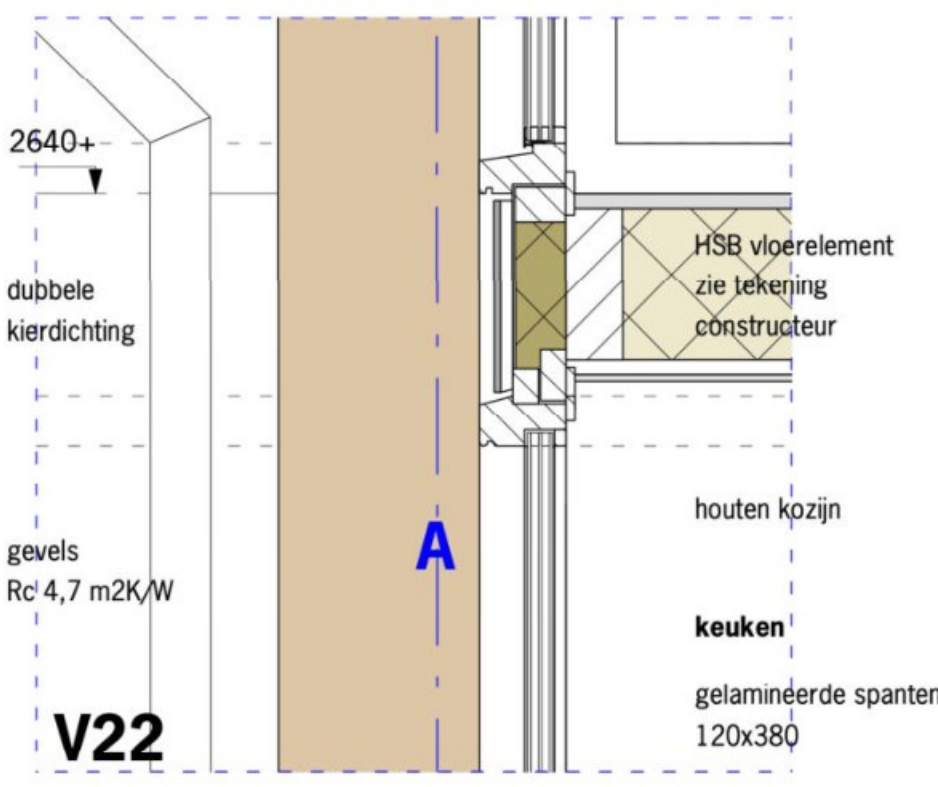 2640+
dubbele
kierdichting
HSB vloerelement
zie tekening
constructeur
houten kozijn
A
gevels
Rc 4,7 m2K/W
keuken
gelamineerde spanten
120x380
V22